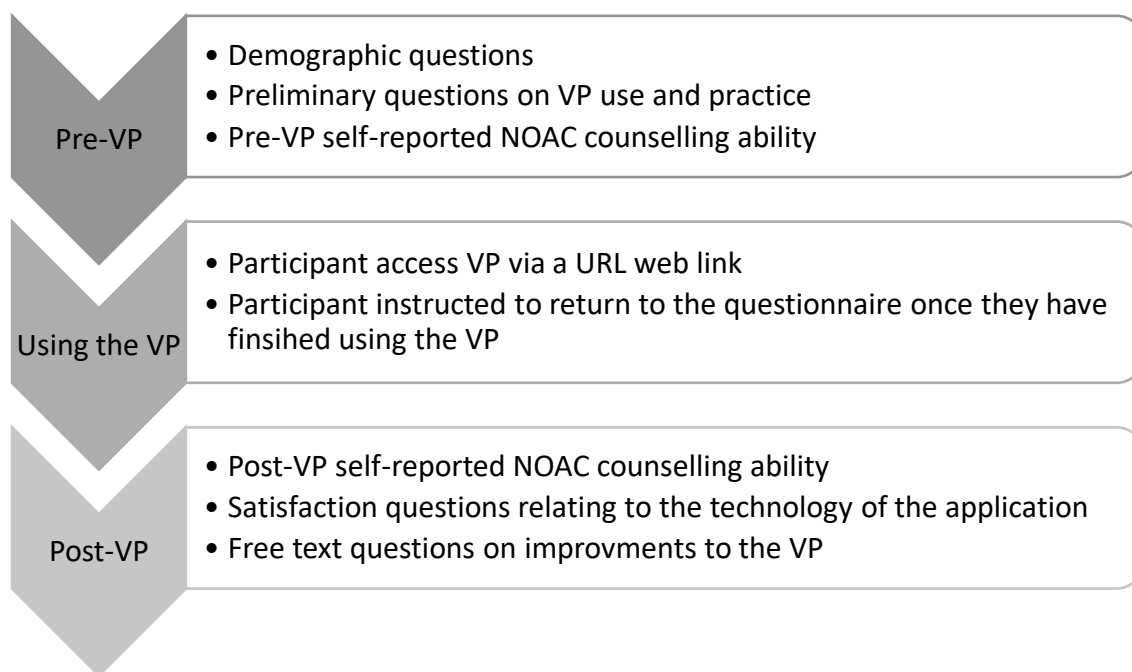 Pre-VP
• Demographic questions
• Preliminary questions on VP use and practice
• Pre-VP self-reported NOAC counselling ability
Using the VP
• Participant access VP via a URL web link
• Participant instructed to return to the questionnaire once they have
finsihed using the VP
Post-VP
• Post-VP self-reported NOAC counselling ability
• Satisfaction questions relating to the technology of the application
• Free text questions on improvments to the VP